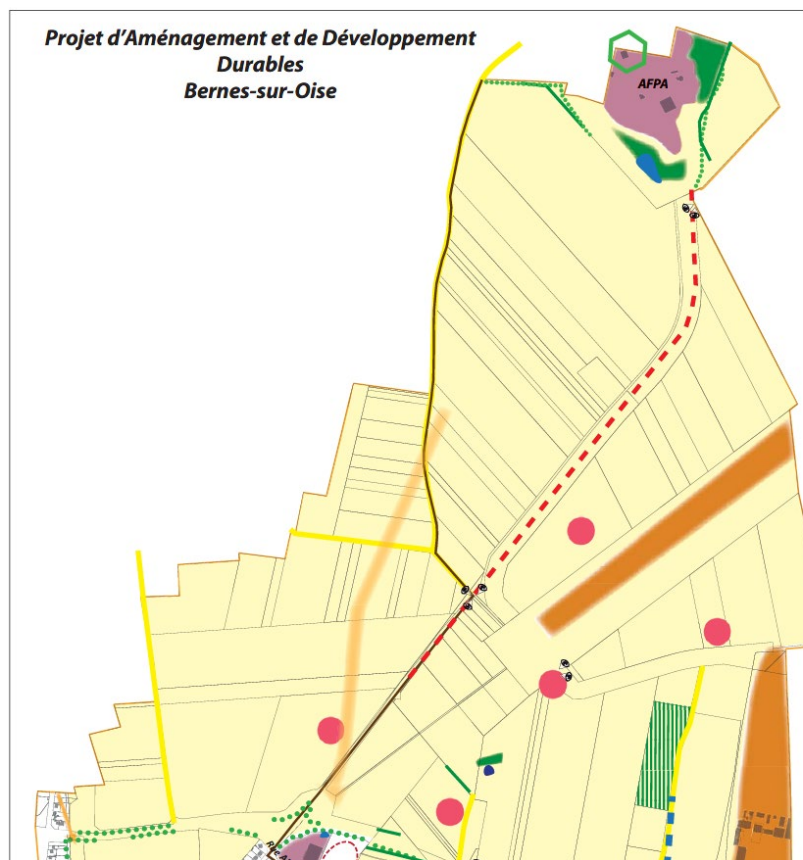 Projet d'Aménagement et de Développement
Durables
Bernes-sur-Oise
AFPA